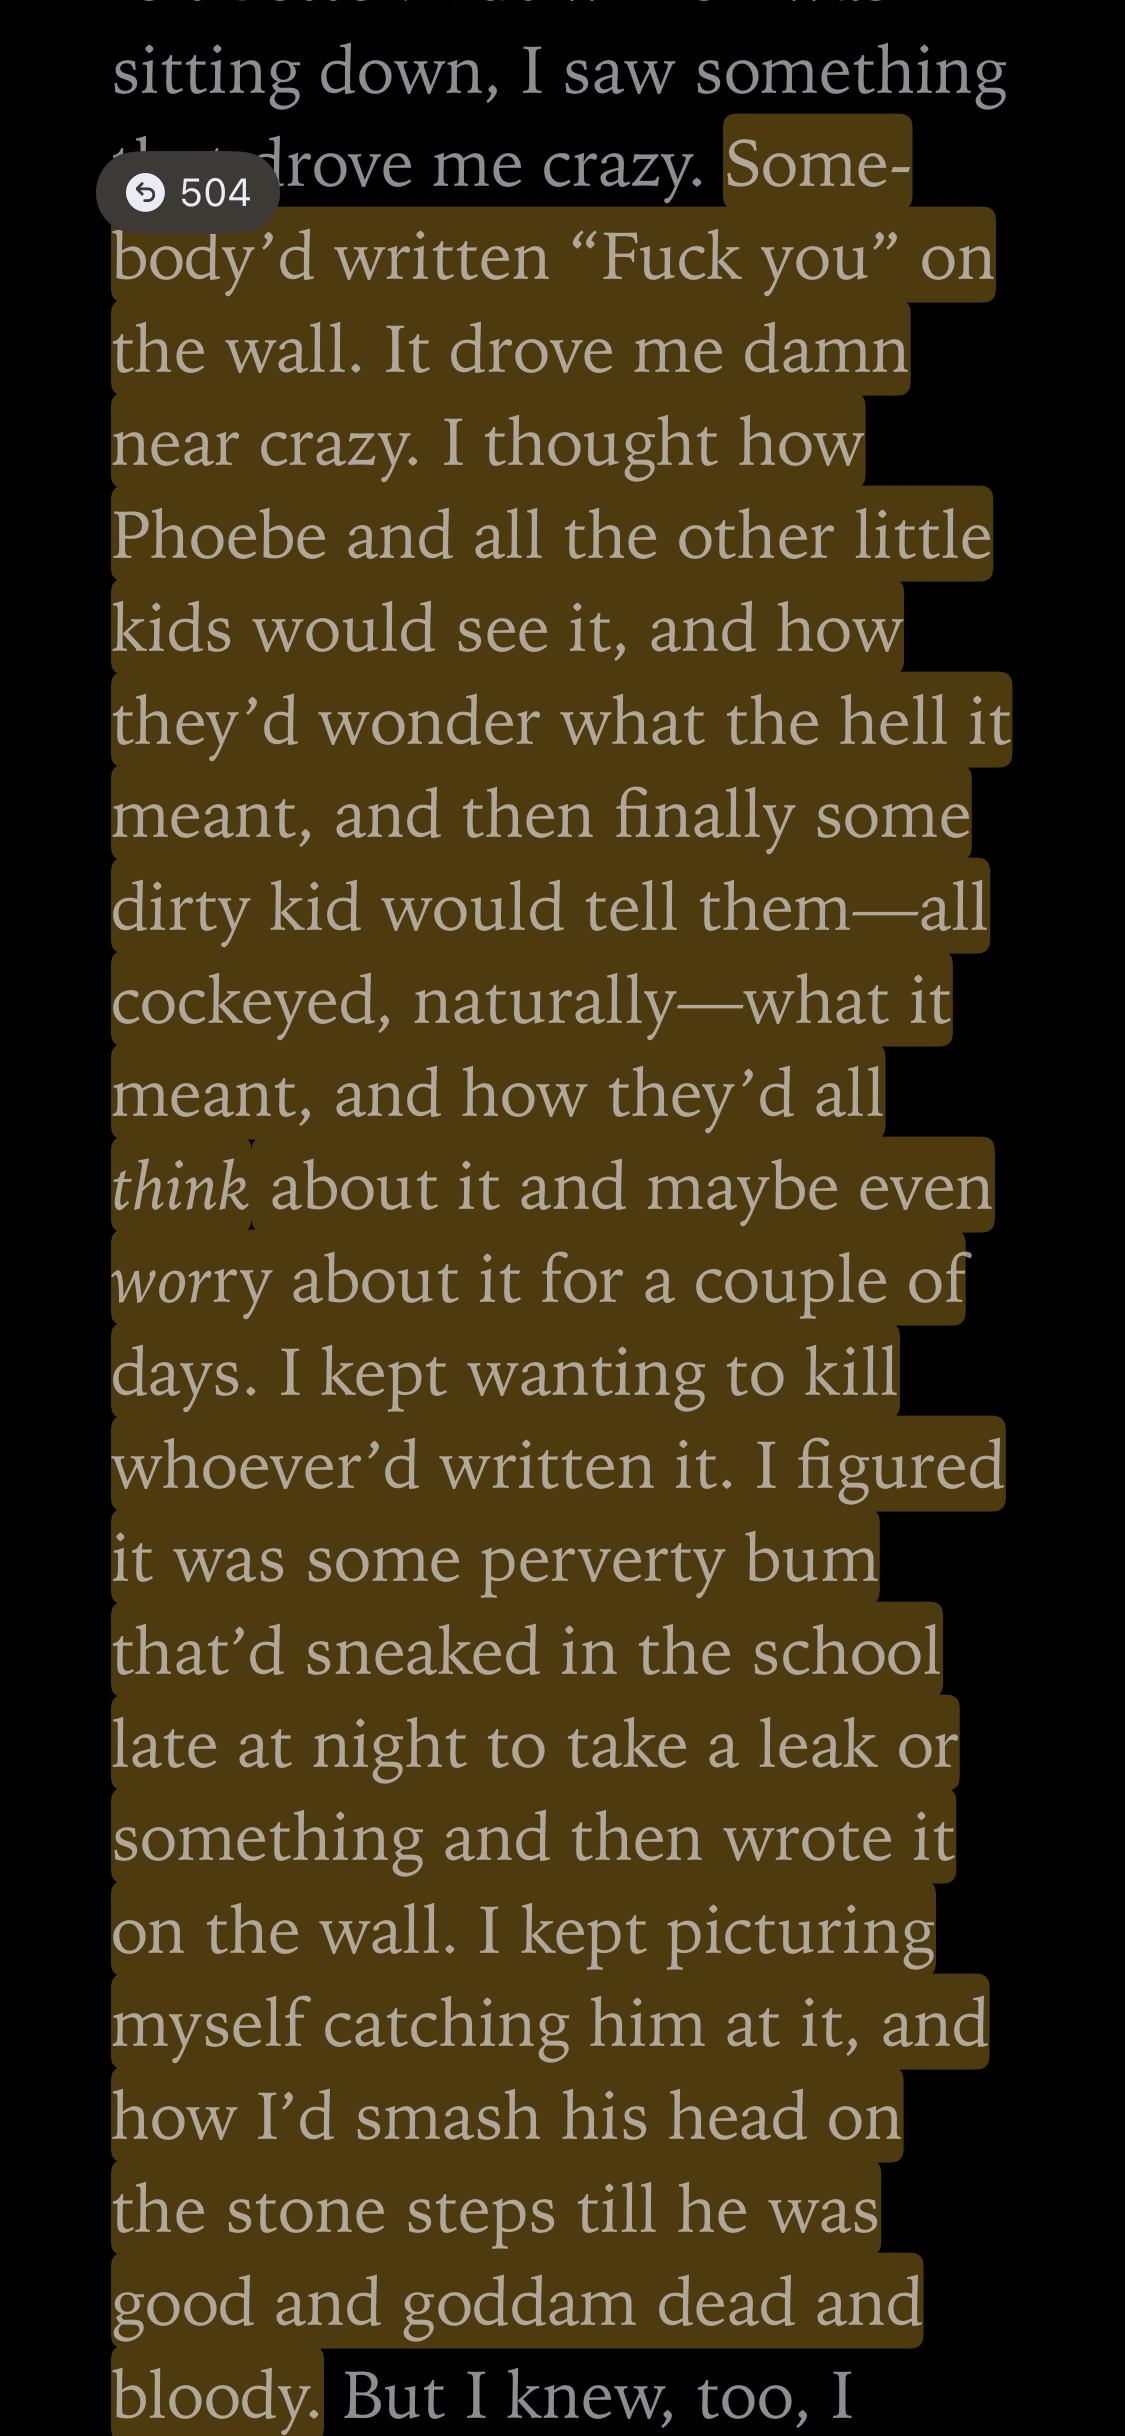 sitting down, I saw something
drove me crazy. Some-
504
body’d written “Fuck you” on
the wall. It drove me damn
near crazy. I thought how
Phoebe and all the other little
kids would see it, and how
they’d wonder what the hell it
meant, and then finally some
dirty kid would tell them—all
cockeyed, naturally—what it
meant, and how they’d all
think about it and maybe even
worry about it for a couple of
days. I kept wanting to kill
whoever’d written it. I figured
it was some perverty bum
that’d sneaked in the school
late at night to take a leak or
something and then wrote it
on the wall. I kept picturing
myself catching him at it, and
how I’d smash his head on
the stone steps till he was
good and goddam dead and
bloody. But I knew, too, I